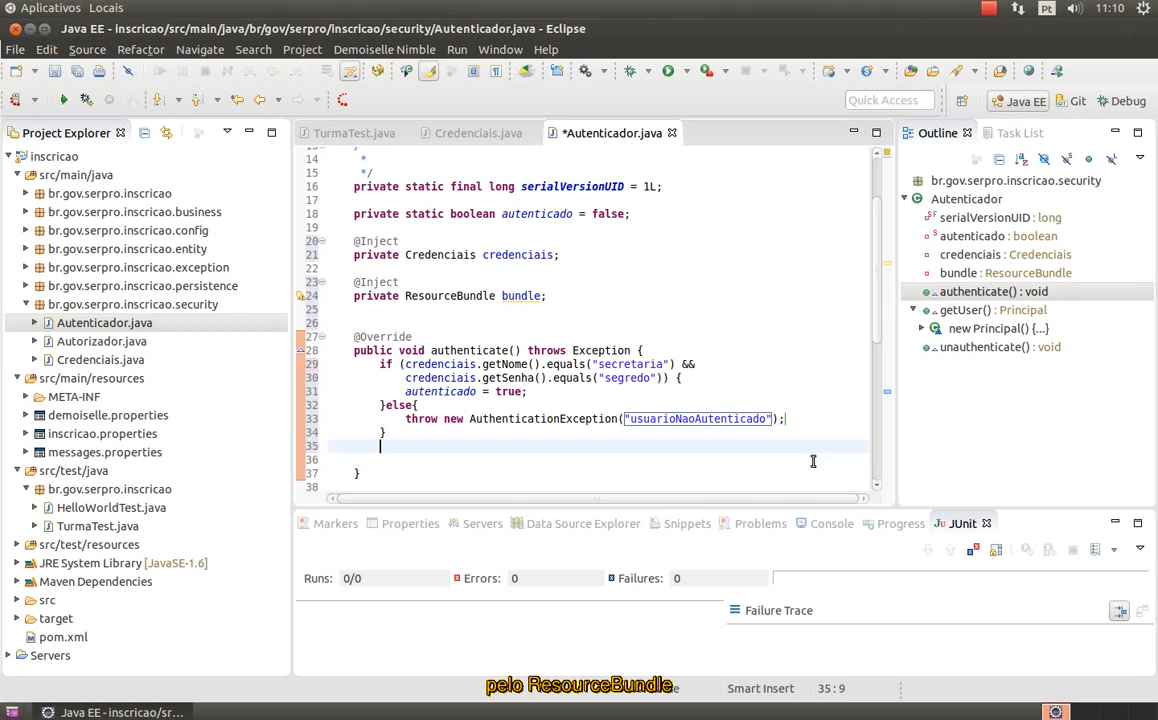 Aplicativos Locais Pt 11:10
Java EE - inscricao/src/main/java/br/gov/serpro/inscricao/security/Autenticador.java - Eclipse
File Edit Source Refactor Navigate Search Project Demoiselle Nimble Run Window Help
Quick Access Java EE Git Debug
Project Explorer
inscricao
src/main/java
br.gov.serpro.inscricao
br.gov.serpro.inscricao.business
br.gov.serpro.inscricao.config
br.gov.serpro.inscricao.entity
br.gov.serpro.inscricao.exception
br.gov.serpro.inscricao.persistence
br.gov.serpro.inscricao.security
Autenticador.java
Autorizador.java
Credenciais.java
src/main/resources
META-INF
demoiselle.properties
inscricao.properties
messages.properties
src/test/java
br.gov.serpro.inscricao
HelloWorldTest.java
TurmaTest.java
src/test/resources
JRE System Library [JavaSE-1.6]
Maven Dependencies
src
target
pom.xml
Servers
TurmaTest.java Credenciais.java *Autenticador.java
14 *
15 */
16 private static final long serialVersionUID = 1L;
17
18 private static boolean autenticado = false;
19
20 @Inject
21 private Credenciais credenciais;
22
23 @Inject
24 private ResourceBundle bundle;
25
26
27 @Override
28 public void authenticate() throws Exception {
29 if (credenciais.getNome().equals("secretaria") &&
30 credenciais.getSenha().equals("segredo")) {
31 autenticado = true;
32 }else{
33 throw new AuthenticationException("usuarioNaoAutenticado");
34 }
35
36
37 }
38
Outline Task List
br.gov.serpro.inscricao.security
Autenticador
serialVersionUID : long
autenticado : boolean
credenciais : Credenciais
bundle : ResourceBundle
authenticate() : void
getUser() : Principal
new Principal() {...}
unauthenticate() : void
Markers Properties Servers Data Source Explorer Snippets Problems Console Progress JUnit
Runs: 0/0 Errors: 0 Failures: 0
Failure Trace
pelo ResourceBundle.
Smart Insert 35 : 9
Java EE - inscricao/sr...